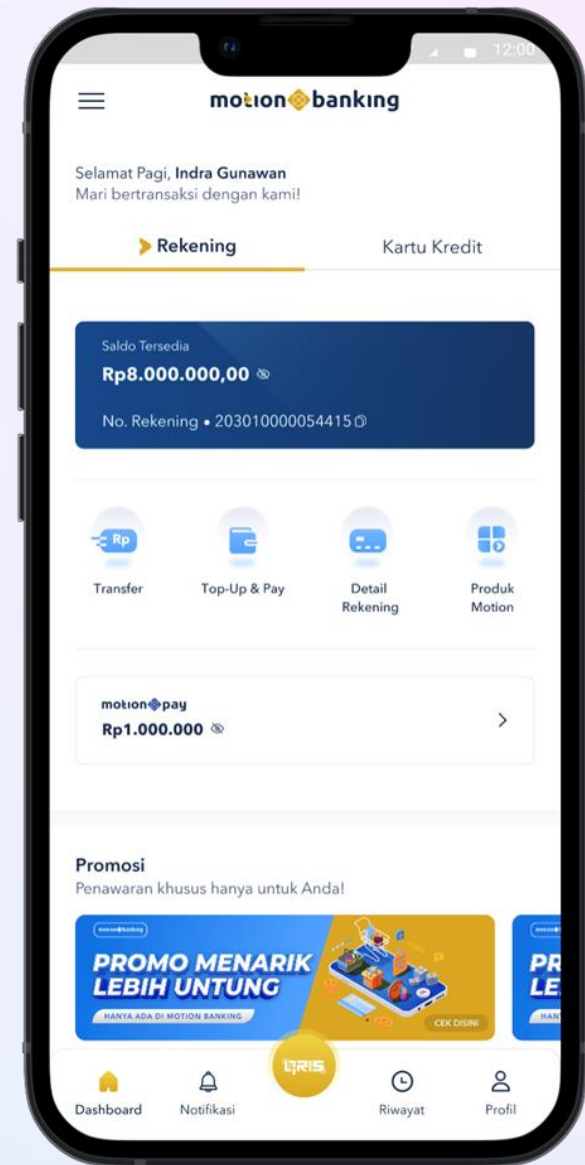 12:00
motion banking
Selamat Pagi, Indra Gunawan
Mari bertransaksi dengan kami!
Rekening
Kartu Kredit
Saldo Tersedia
Rp8.000.000,00
No. Rekening • 203010000054415
Rp
Transfer
Top-Up & Pay
Detail
Rekening
Produk
Motion
motion pay
Rp1.000.000
Promosi
Penawaran khusus hanya untuk Anda!
motion banking
PROMO MENARIK
LEBIH UNTUNG
HANYA ADA DI MOTION BANKING
CEK DISINI
PR
LE
HAN
QRIS
Dashboard
Notifikasi
Riwayat
Profil